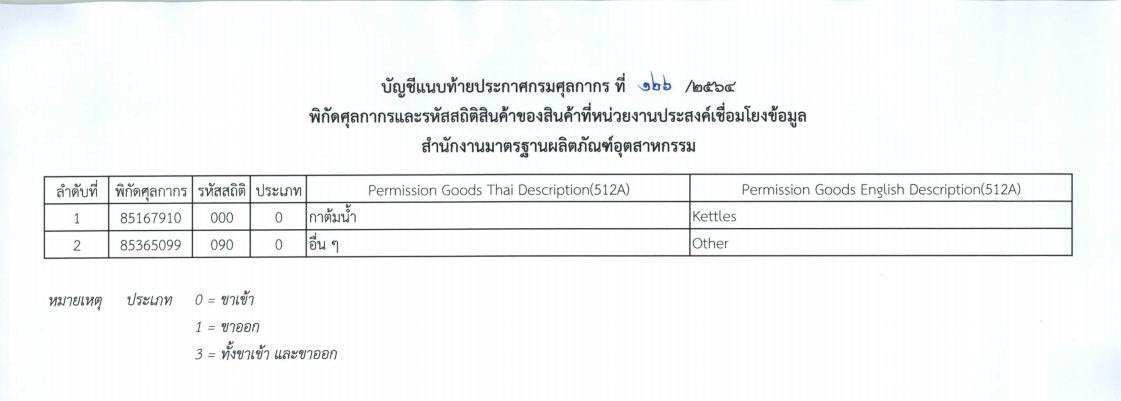 บัญชีแนบท้ายประกาศกรมศุลกากร ที่ ๑๖๖ /๒๕๖๔
พิกัดศุลกากรและรหัสสถิติสินค้าของสินค้าที่หน่วยงานประสงค์เชื่อมโยงข้อมูล
สำนักงานมาตรฐานผลิตภัณฑ์อุตสาหกรรม
ลำดับที่ พิกัดศุลกากร รหัสสถิติ ประเภท Permission Goods Thai Description(512A) Permission Goods English Description(512A)
1 85167910 000 0 กาต้มน้ำ Kettles
2 85365099 090 0 อื่น ๆ Other
หมายเหตุ ประเภท 0 = ขาเข้า
1 = ขาออก
3 = ทั้งขาเข้า และขาออก